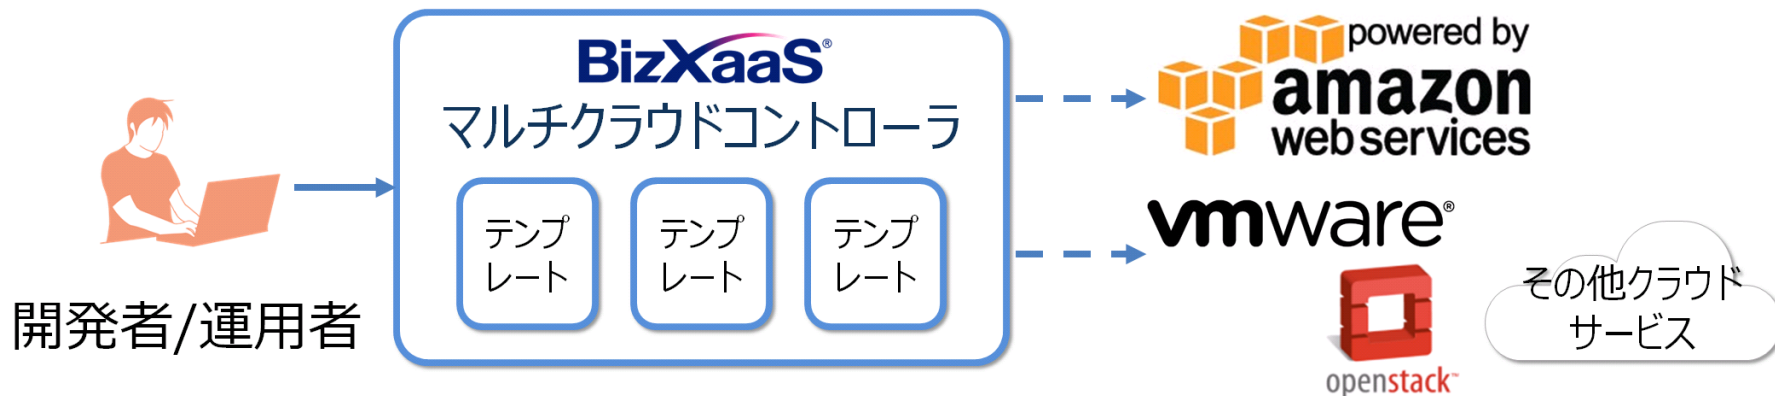 開発者/運用者
BizXaaS®
マルチクラウドコントローラ
テンプ
レート
テンプ
レート
テンプ
レート
powered by
amazon
web services
vmware®
openstack™
その他クラウド
サービス